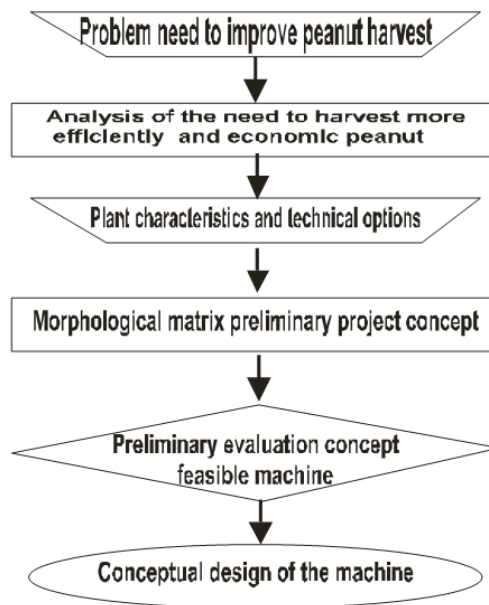 Problem need to improve peanut harvest
Analysis of the need to harvest more
efficiently and economic peanut
Plant characteristics and technical options
Morphological matrix preliminary project concept
Preliminary evaluation concept
feasible machine
Conceptual design of the machine